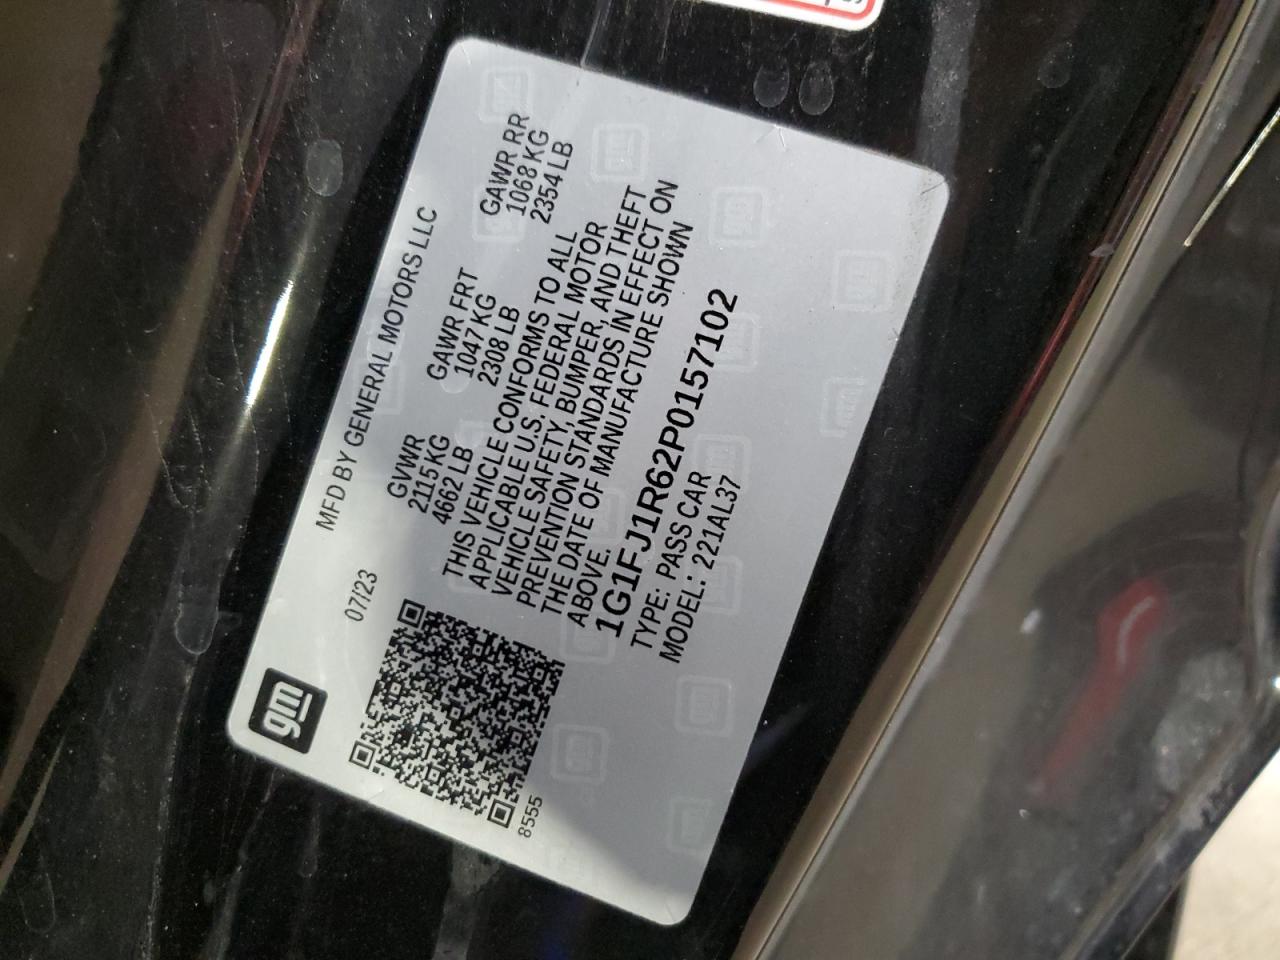 MFD BY GENERAL MOTORS LLC
07/23
GVWR
2115 KG
4662 LB
GAWR FRT
1047 KG
2308 LB
GAWR RR
1068 KG
2354 LB
THIS VEHICLE CONFORMS TO ALL
APPLICABLE U.S. FEDERAL MOTOR
VEHICLE SAFETY, BUMPER, AND THEFT
PREVENTION STANDARDS IN EFFECT ON
THE DATE OF MANUFACTURE SHOWN
ABOVE.
1G1FJ1R62P0157102
TYPE: PASS CAR
MODEL: 221AL37
gm
8555